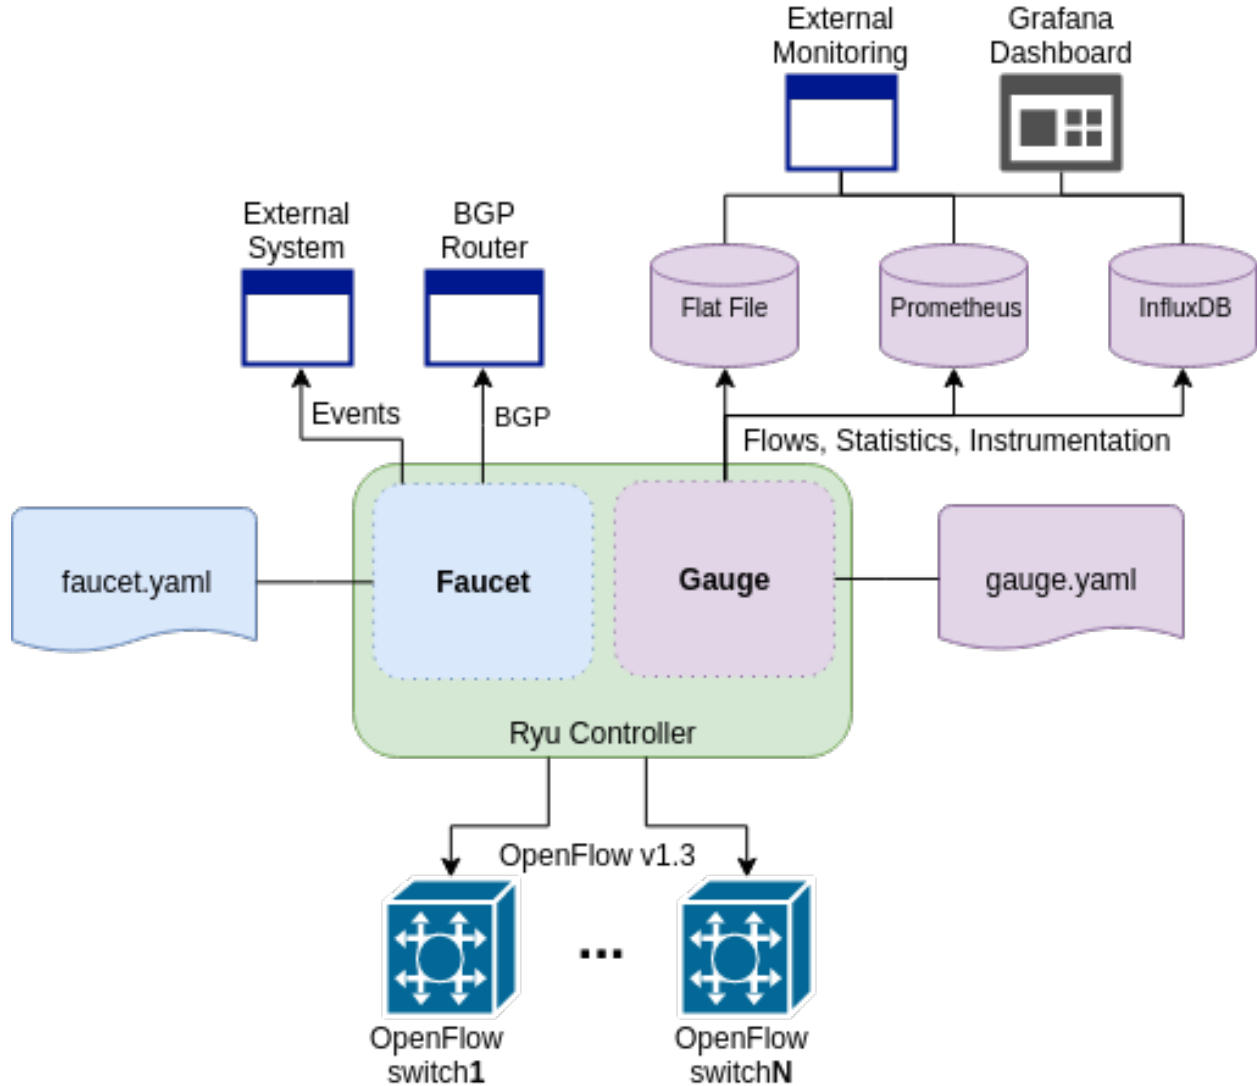 External
Monitoring
Grafana
Dashboard
External
System
BGP
Router
Flat File
Prometheus
InfluxDB
Events
BGP
Flows, Statistics, Instrumentation
faucet.yaml
Faucet
Gauge
gauge.yaml
Ryu Controller
OpenFlow v1.3
...
OpenFlow
switch1
OpenFlow
switchN